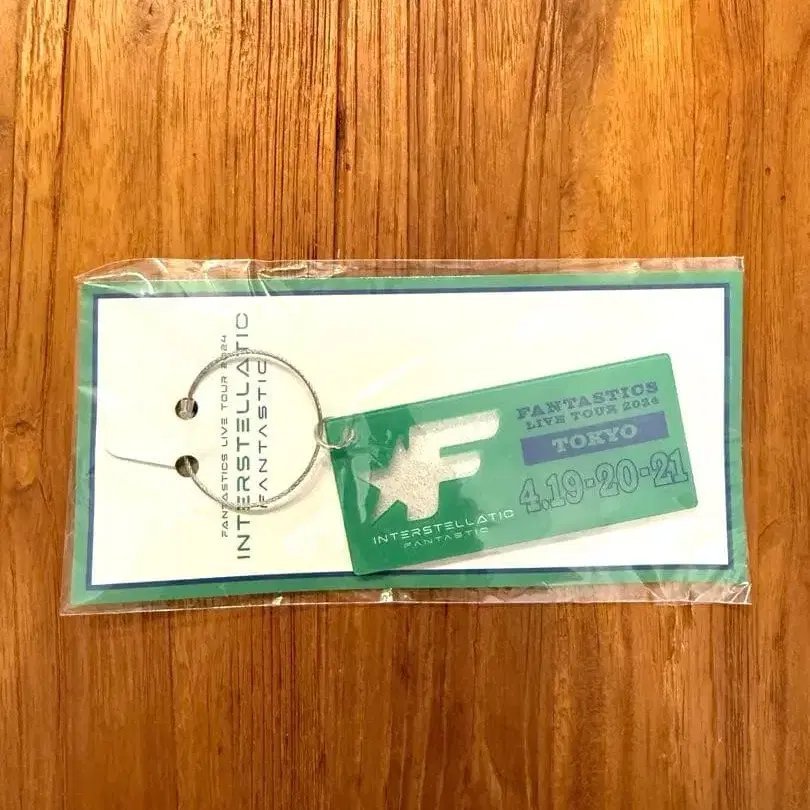 FANTASTICS LIVE TOUR 2024
INTERSTELLATIC
FANTASTIC
F
INTERSTELLATIC
FANTASTIC
FANTASTICS
LIVE TOUR 2024
TOKYO
4.19-20-21